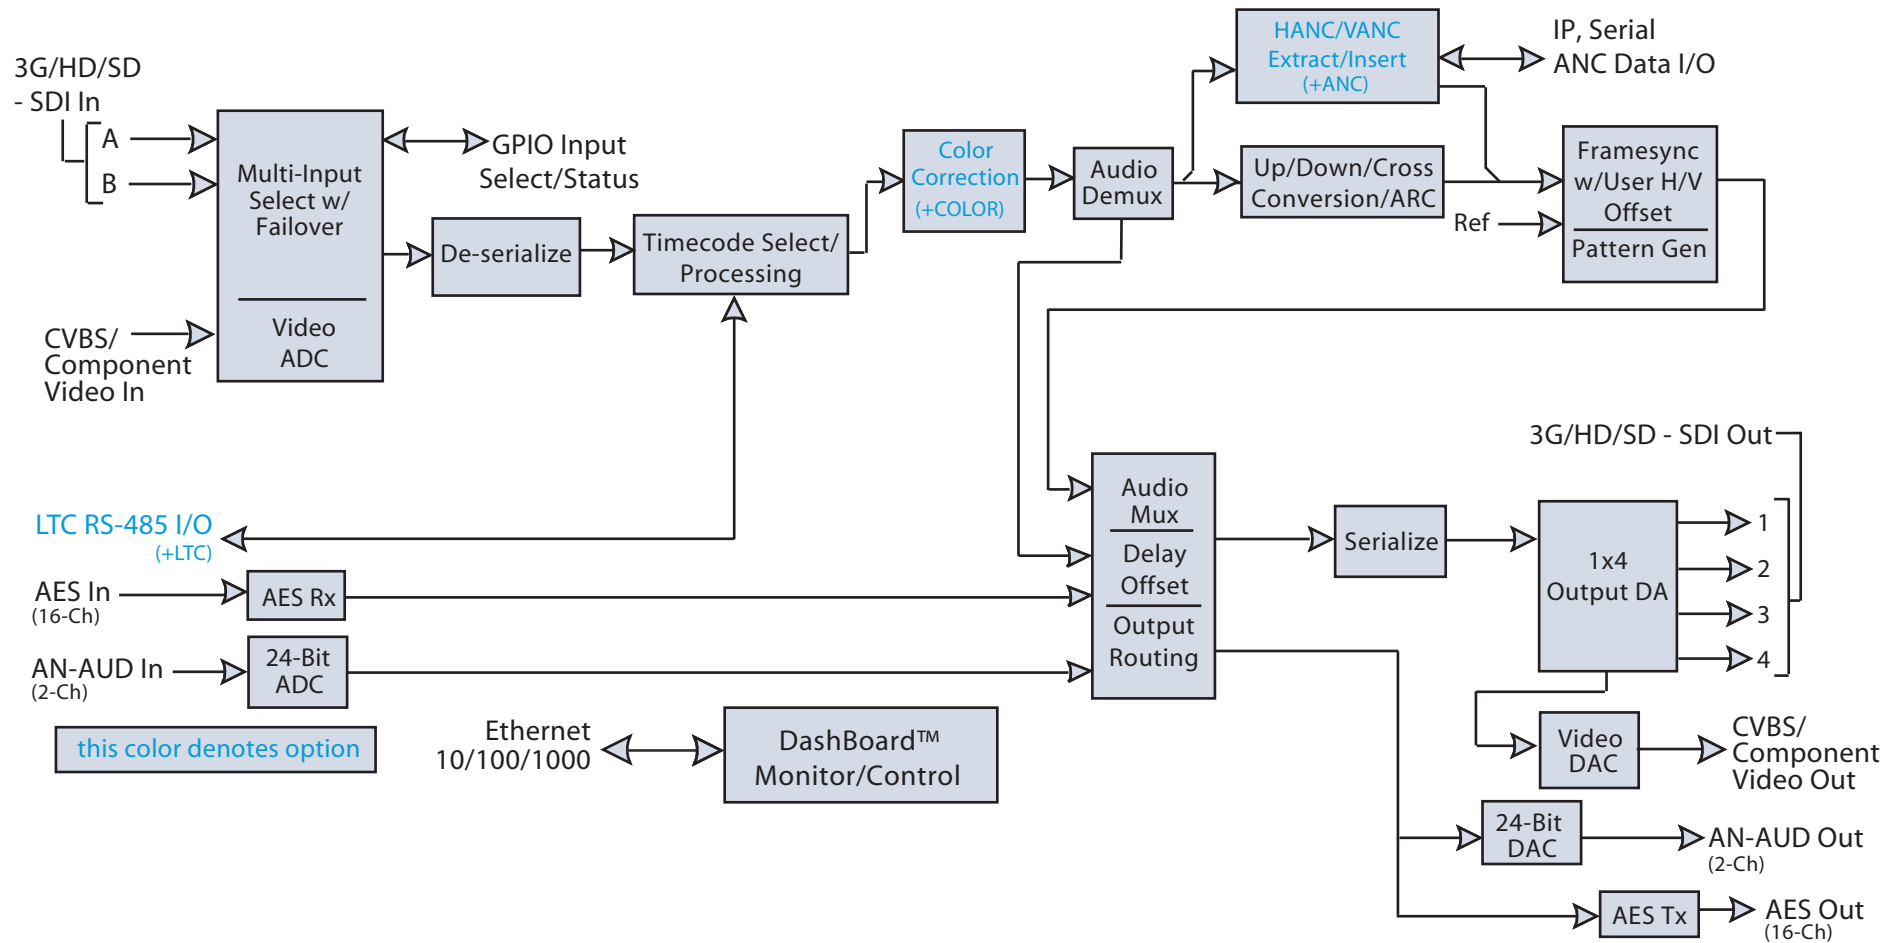 3G/HD/SD
- SDI In
A
B
CVBS/
Component
Video In
Multi-Input
Select w/
Failover
Video
ADC
GPIO Input
Select/Status
De-serialize
Timecode Select/
Processing
Color
Correction
(+COLOR)
Audio
Demux
HANC/VANC
Extract/Insert
(+ANC)
IP, Serial
ANC Data I/O
Up/Down/Cross
Conversion/ARC
Ref
Framesync
w/User H/V
Offset
Pattern Gen
LTC RS-485 I/O
(+LTC)
AES In
(16-Ch)
AES Rx
AN-AUD In
(2-Ch)
24-Bit
ADC
this color denotes option
Ethernet
10/100/1000
DashBoard™
Monitor/Control
Audio
Mux
Delay
Offset
Output
Routing
Serialize
1x4
Output DA
3G/HD/SD - SDI Out
1
2
3
4
Video
DAC
CVBS/
Component
Video Out
24-Bit
DAC
AN-AUD Out
(2-Ch)
AES Tx
AES Out
(16-Ch)